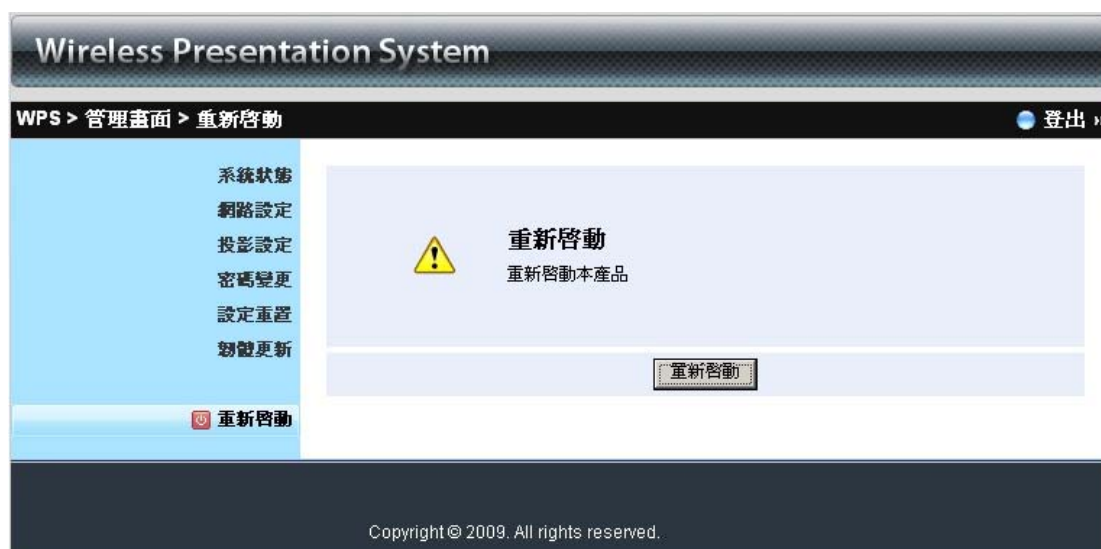 Wireless Presentation System
WPS > 管理畫面 > 重新啓動
登出
系統狀態
網路設定
投影設定
密碼變更
設定重置
韌體更新
重新啓動
重新啓動
重新啓動本產品
重新啓動
Copyright © 2009. All rights reserved.